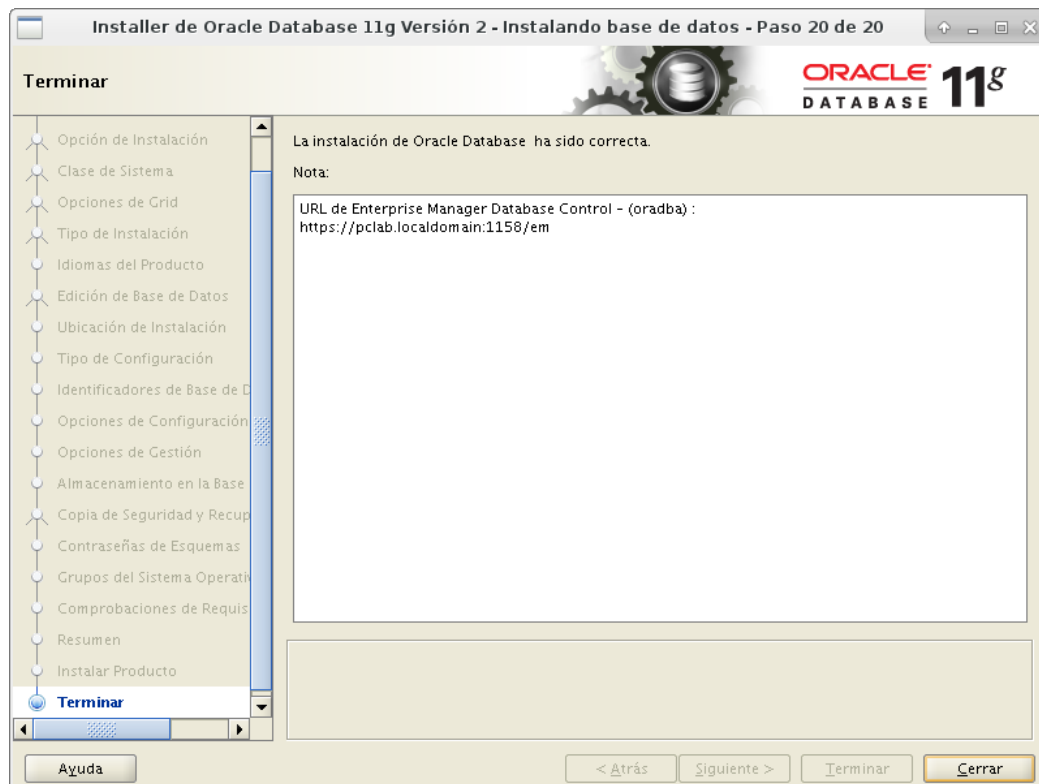 Installer de Oracle Database 11g Versión 2 - Instalando base de datos - Paso 20 de 20
Terminar
ORACLE
DATABASE
11g
Opción de Instalación
Clase de Sistema
Opciones de Grid
Tipo de Instalación
Idiomas del Producto
Edición de Base de Datos
Ubicación de Instalación
Tipo de Configuración
Identificadores de Base de D
Opciones de Configuración
Opciones de Gestión
Almacenamiento en la Base
Copia de Seguridad y Recup
Contraseñas de Esquemas
Grupos del Sistema Operativ
Comprobaciones de Requis
Resumen
Instalar Producto
Terminar
La instalación de Oracle Database ha sido correcta.
Nota:
URL de Enterprise Manager Database Control - (oradba) :
https://pclab.localdomain:1158/em
Ayuda
< Atrás
Siguiente >
Terminar
Cerrar